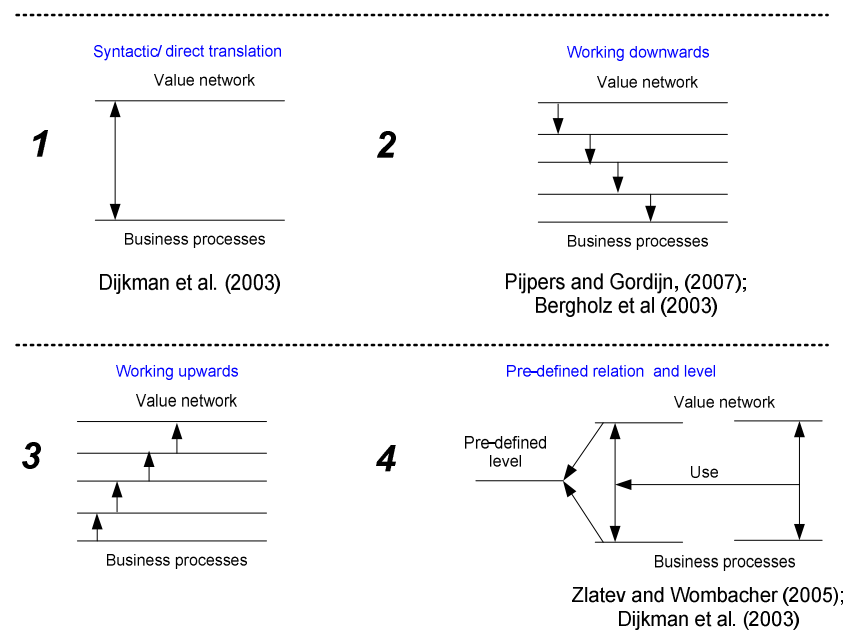 Syntactic/ direct translation
Value network
1
Business processes
Dijkman et al. (2003)
Working downwards
Value network
2
Business processes
Pijpers and Gordijn, (2007);
Bergholz et al (2003)
Working upwards
Value network
3
Business processes
Pre-defined relation and level
Value network
4
Pre-defined
level
Use
Business processes
Zlatev and Wombacher (2005);
Dijkman et al. (2003)